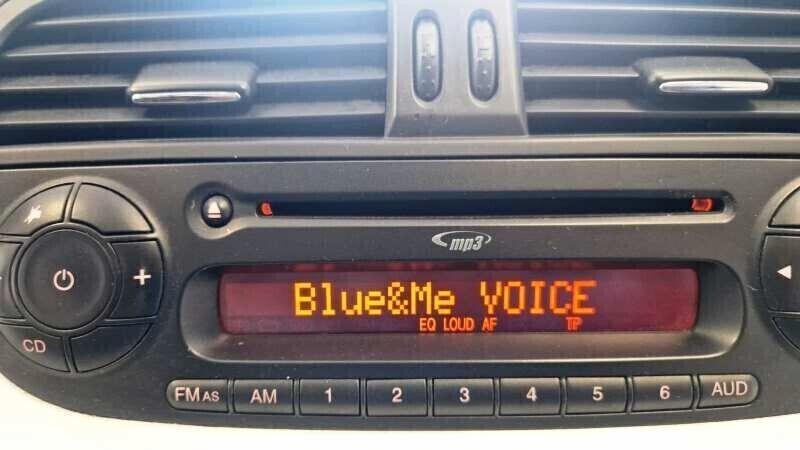 mp3
Blue&Me VOICE
EQ LOUD AF TP
+
CD
FM AS AM 1 2 3 4 5 6 AUD